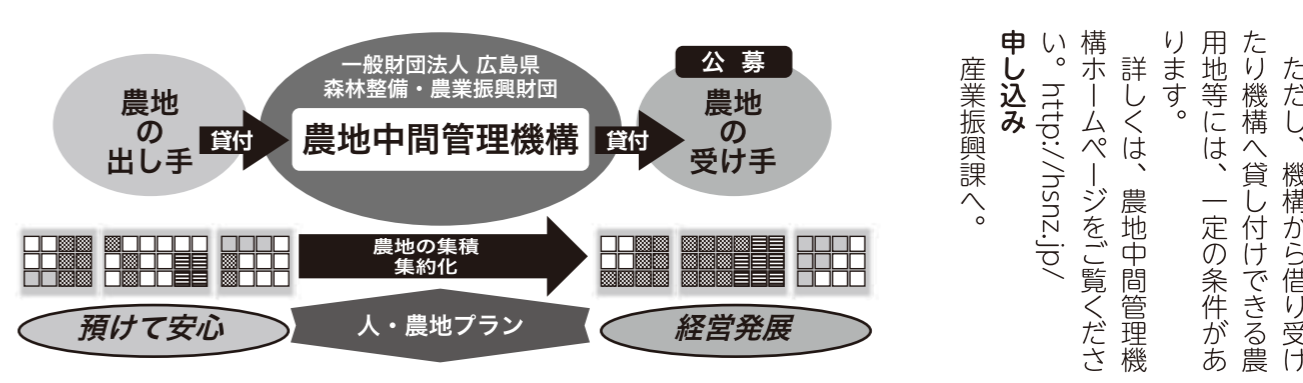 一般財団法人 広島県
森林整備・農業振興財団
農地中間管理機構
農地
の
出し手
貸付
貸付
公募
農地
の
受け手
農地の集積
集約化
預けて安心
人・農地プラン
経営発展
ただし、機構から借り受け
たり機構へ貸し付けできる農
用地等には、一定の条件があ
ります。
詳しくは、農地中間管理機
構ホームページをご覧くださ
い。http://hsnz.jp/
申し込み
産業振興課へ。